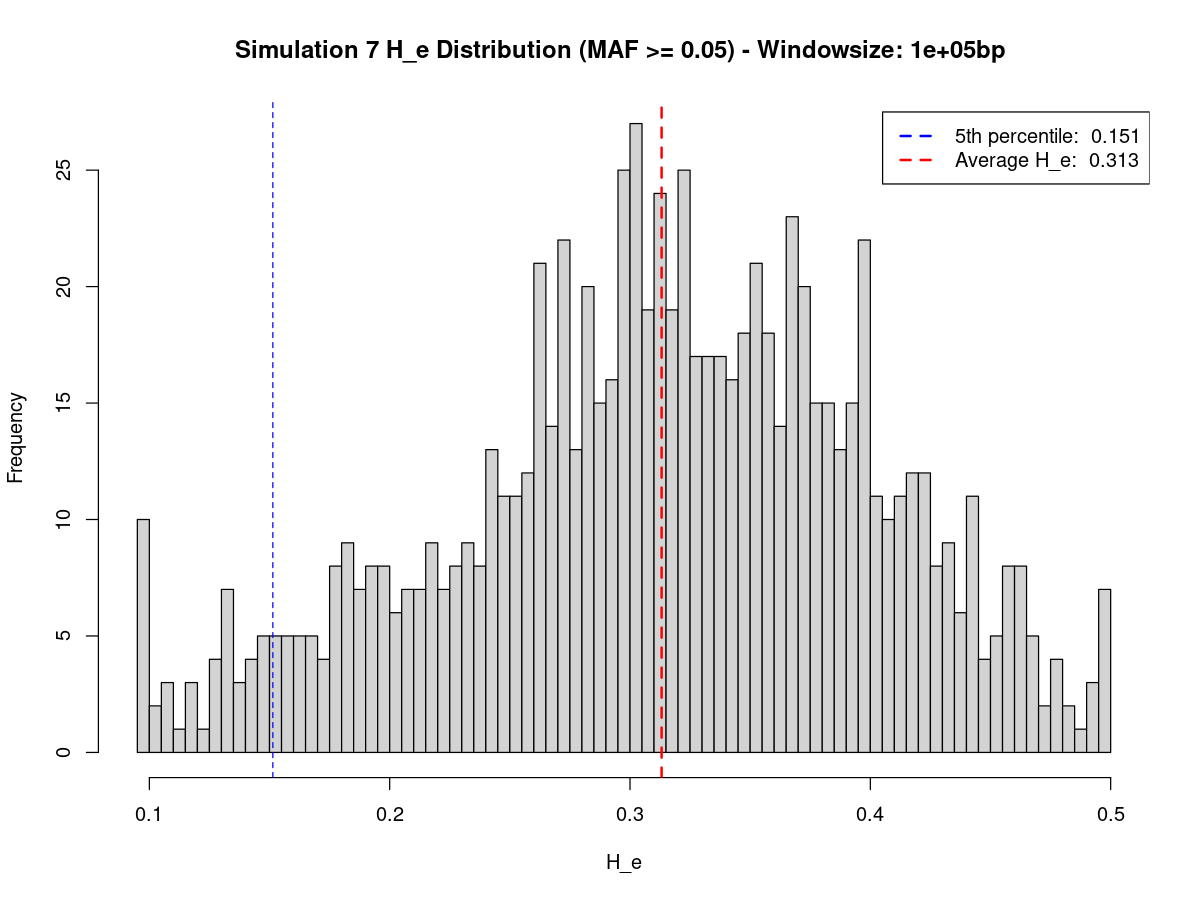 Simulation 7 H_e Distribution (MAF >= 0.05) - Windowsize: 1e+05bp
5th percentile: 0.151
Average H_e: 0.313
Frequency
25
20
15
10
5
0
0.1 0.2 0.3 0.4 0.5
H_e